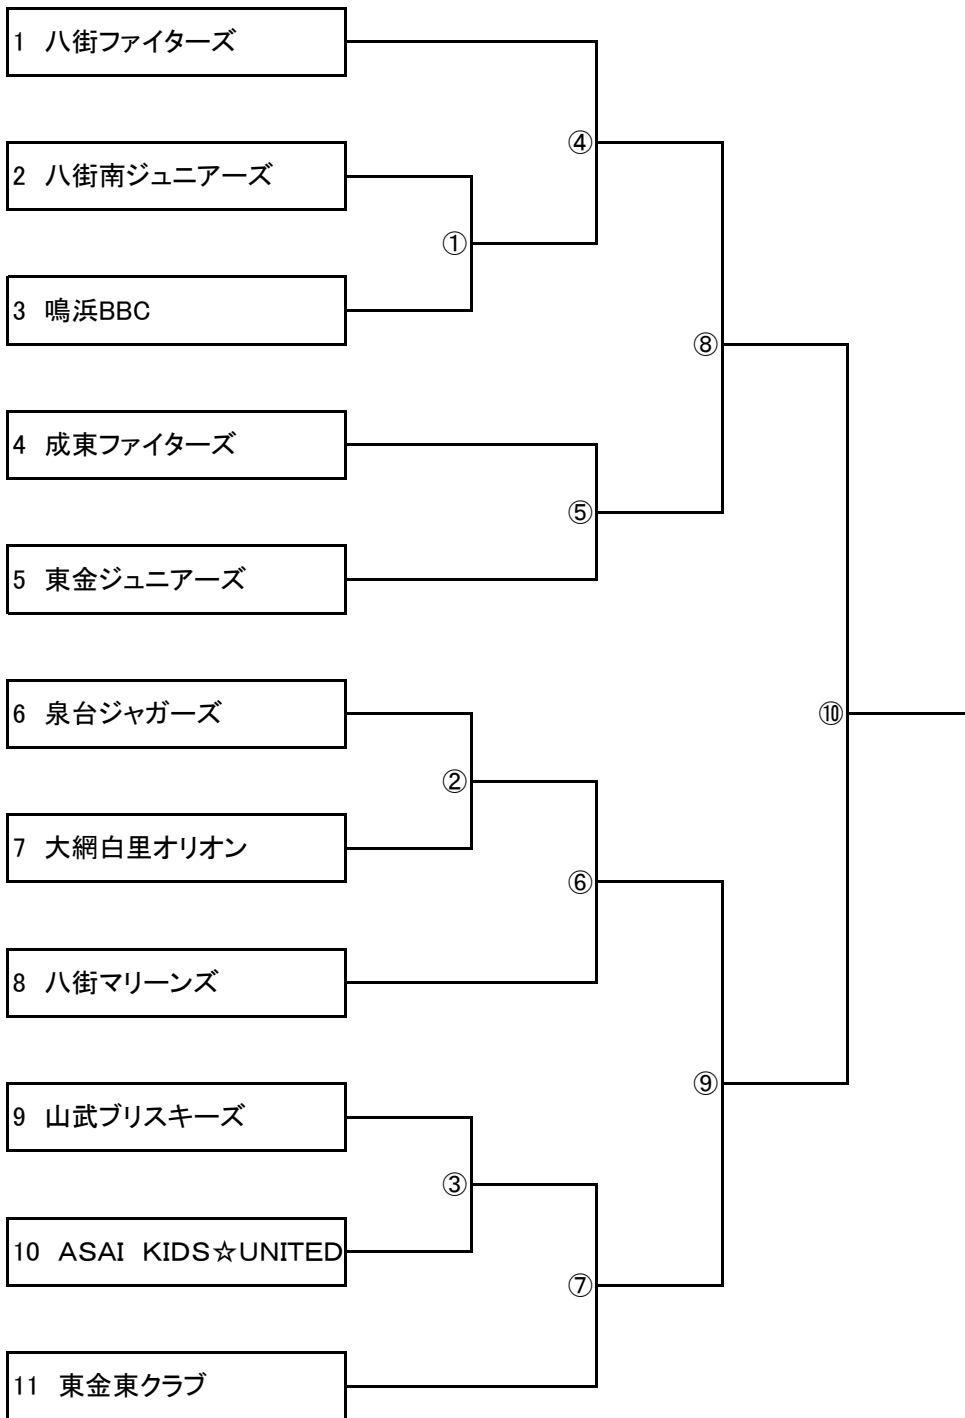 1 八街ファイターズ
④
2 八街南ジュニアーズ
①
3 鳴浜BBC
⑧
4 成東ファイターズ
⑤
5 東金ジュニアーズ
6 泉台ジャガーズ
⑩
②
7 大網白里オリオン
⑥
8 八街マリーンズ
⑨
9 山武ブリスキーズ
③
10 ASAI KIDS☆UNITED
⑦
11 東金東クラブ